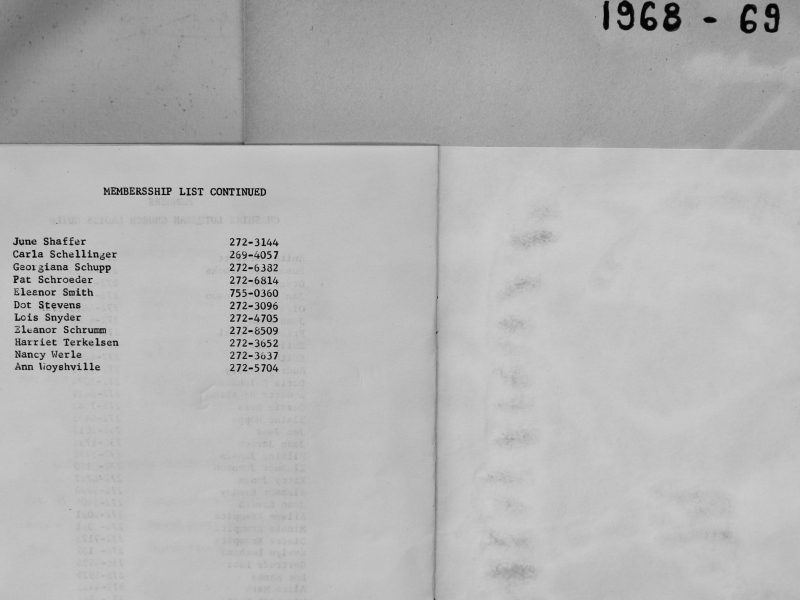 1968 - 69
MEMBERSSHIP LIST CONTINUED
June Shaffer 272-3144
Carla Schellinger 269-4057
Georgiana Schupp 272-6382
Pat Schroeder 272-6814
Eleanor Smith 755-0360
Dot Stevens 272-3096
Lois Snyder 272-4705
Eleanor Schrumm 272-8509
Harriet Terkelsen 272-3652
Nancy Werle 272-3637
Ann Woyshville 272-5704